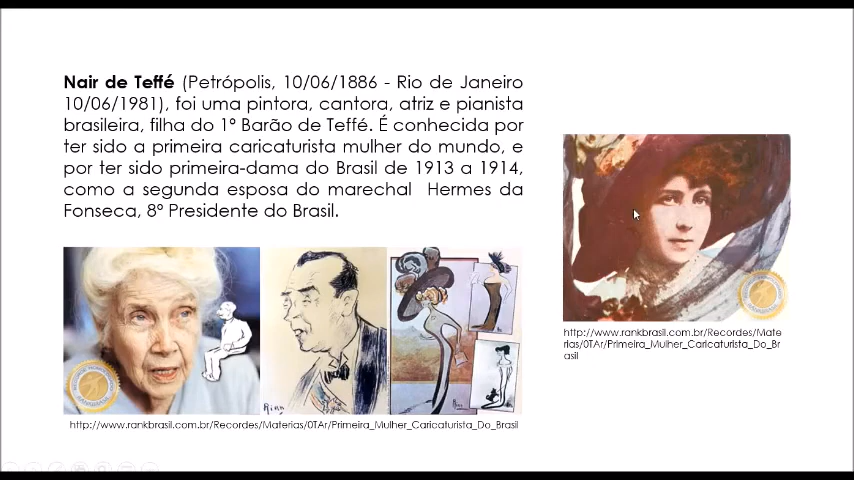 Nair de Teffé (Petrópolis, 10/06/1886 - Rio de Janeiro
10/06/1981), foi uma pintora, cantora, atriz e pianista
brasileira, filha do 1º Barão de Teffé. É conhecida por
ter sido a primeira caricaturista mulher do mundo, e
por ter sido primeira-dama do Brasil de 1913 a 1914,
como a segunda esposa do marechal Hermes da
Fonseca, 8º Presidente do Brasil.
Rian
http://www.rankbrasil.com.br/Recordes/Materias/0TAr/Primeira_Mulher_Caricaturista_Do_Brasil
http://www.rankbrasil.com.br/Recordes/Mate
rias/0TAr/Primeira_Mulher_Caricaturista_Do_Br
asil